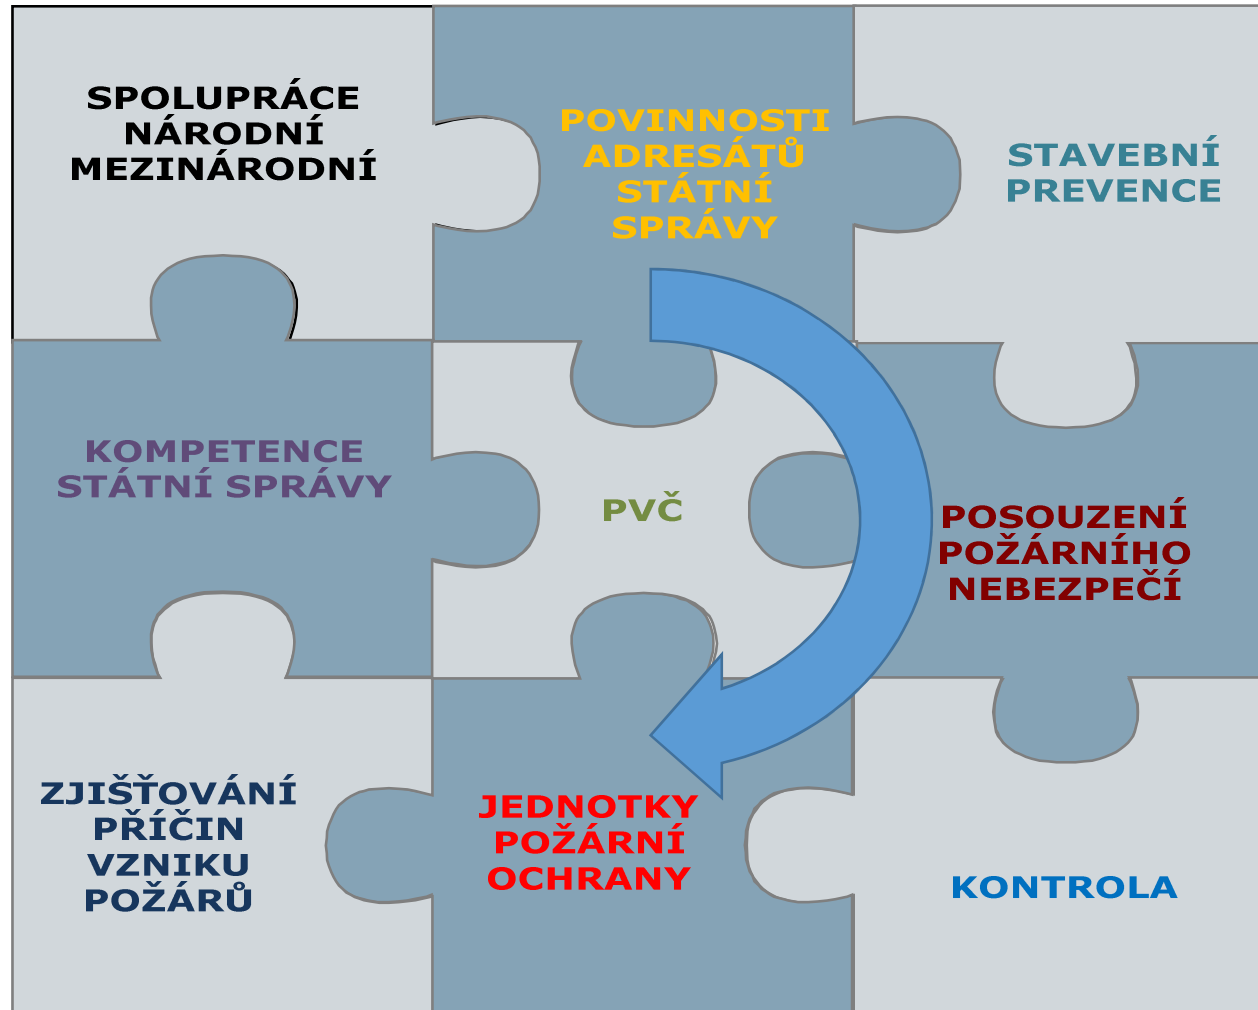 SPOLUPRÁCE
NÁRODNÍ
MEZINÁRODNÍ
POVINNOSTI
ADRESÁTŮ
STÁTNÍ
SPRÁVY
STAVEBNÍ
PREVENCE
KOMPETENCE
STÁTNÍ SPRÁVY
PVČ
POSOUZENÍ
POŽÁRNÍHO
NEBEZPEČÍ
ZJIŠŤOVÁNÍ
PŘÍČIN
VZNIKU
POŽÁRŮ
JEDNOTKY
POŽÁRNÍ
OCHRANY
KONTROLA